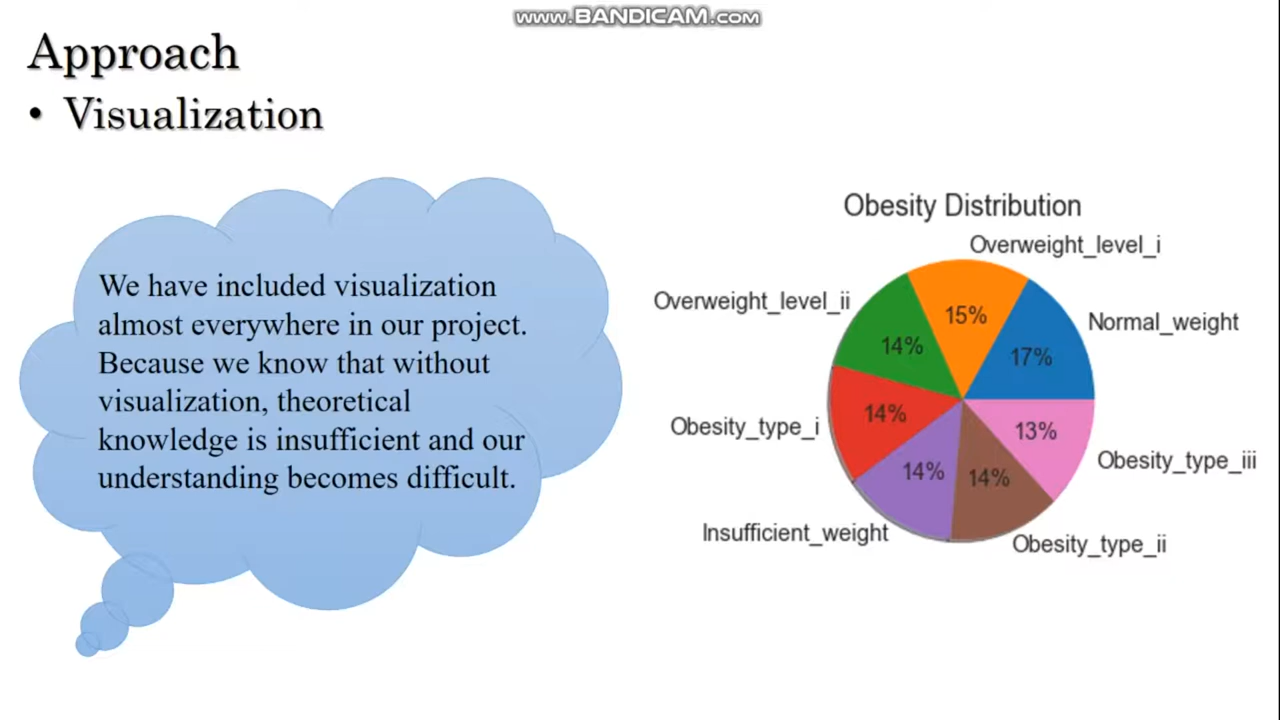 www.BANDICAM.com
Approach
• Visualization
We have included visualization
almost everywhere in our project.
Because we know that without
visualization, theoretical
knowledge is insufficient and our
understanding becomes difficult.
Obesity Distribution
Overweight_level_i
Overweight_level_ii
15%
Normal_weight
14%
17%
Obesity_type_i
14%
13%
Obesity_type_iii
14%
14%
Insufficient_weight
Obesity_type_ii